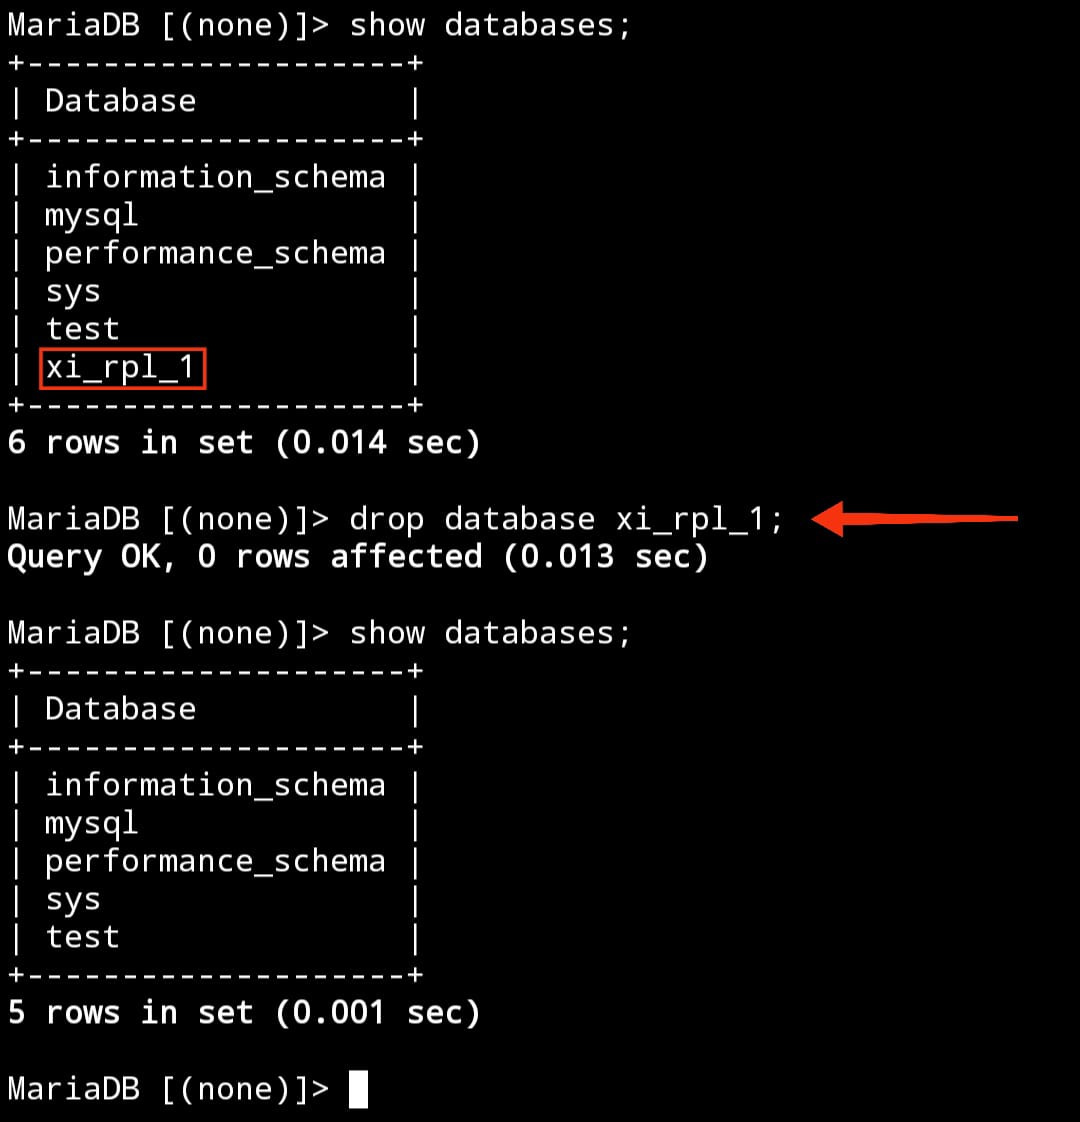 MariaDB [(none)]> show databases;
+--------------------+
| Database           |
+--------------------+
| information_schema |
| mysql              |
| performance_schema |
| sys                |
| test               |
| xi_rpl_1           |
+--------------------+
6 rows in set (0.014 sec)
MariaDB [(none)]> drop database xi_rpl_1;
Query OK, 0 rows affected (0.013 sec)
MariaDB [(none)]> show databases;
+--------------------+
| Database           |
+--------------------+
| information_schema |
| mysql              |
| performance_schema |
| sys                |
| test               |
+--------------------+
5 rows in set (0.001 sec)
MariaDB [(none)]>